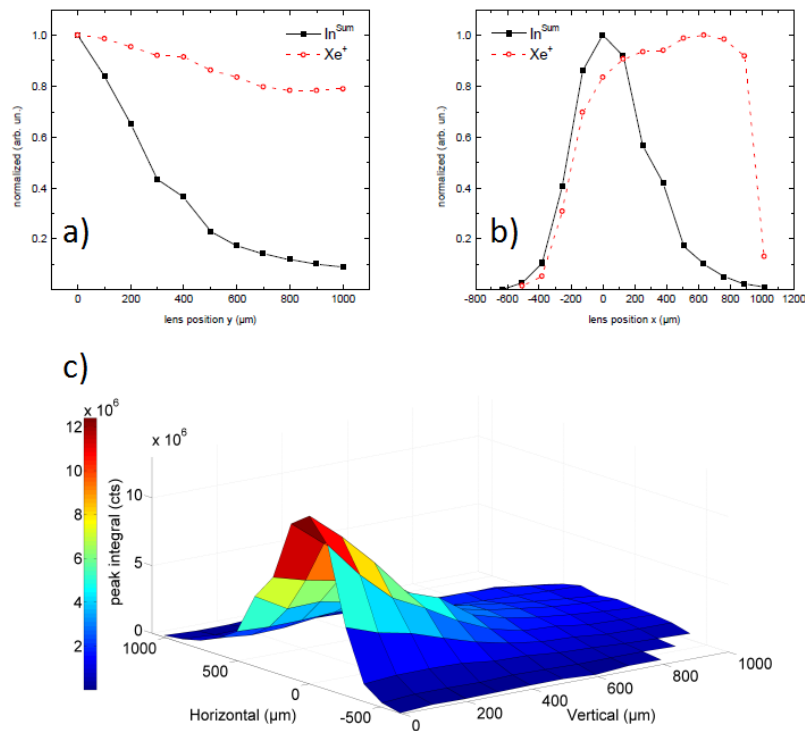 In^Sum
Xe^+
1.0
0.8
0.6
0.4
0.2
normalized (arb. un.)
a)
0 200 400 600 800 1000
lens position y (µm)
In^Sum
Xe^+
1.0
0.8
0.6
0.4
0.2
normalized (arb. un.)
b)
-800 -600 -400 -200 0 200 400 600 800 1000 1200
lens position x (µm)
c)
x 10^6
12
10
8
6
4
2
x 10^6
10
5
0
peak integral (cts)
1000
500
0
-500
Horizontal (µm)
0
200
400
600
800
1000
Vertical (µm)